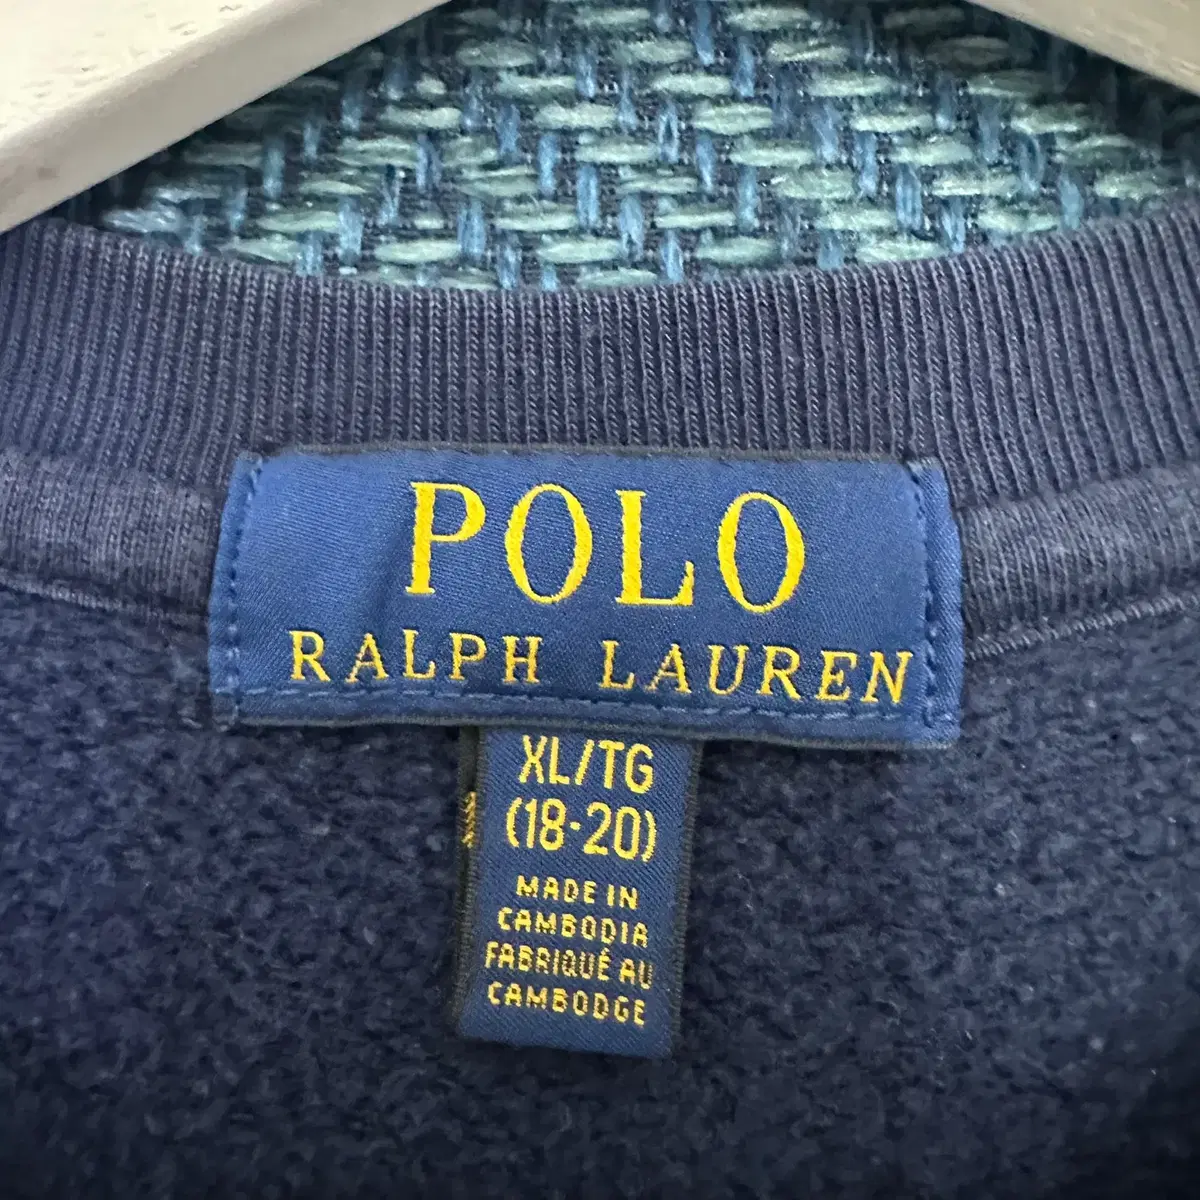 POLO
RALPH LAUREN
XL/TG
(18-20)
MADE IN
CAMBODIA
FABRIQUÉ AU
CAMBODGE